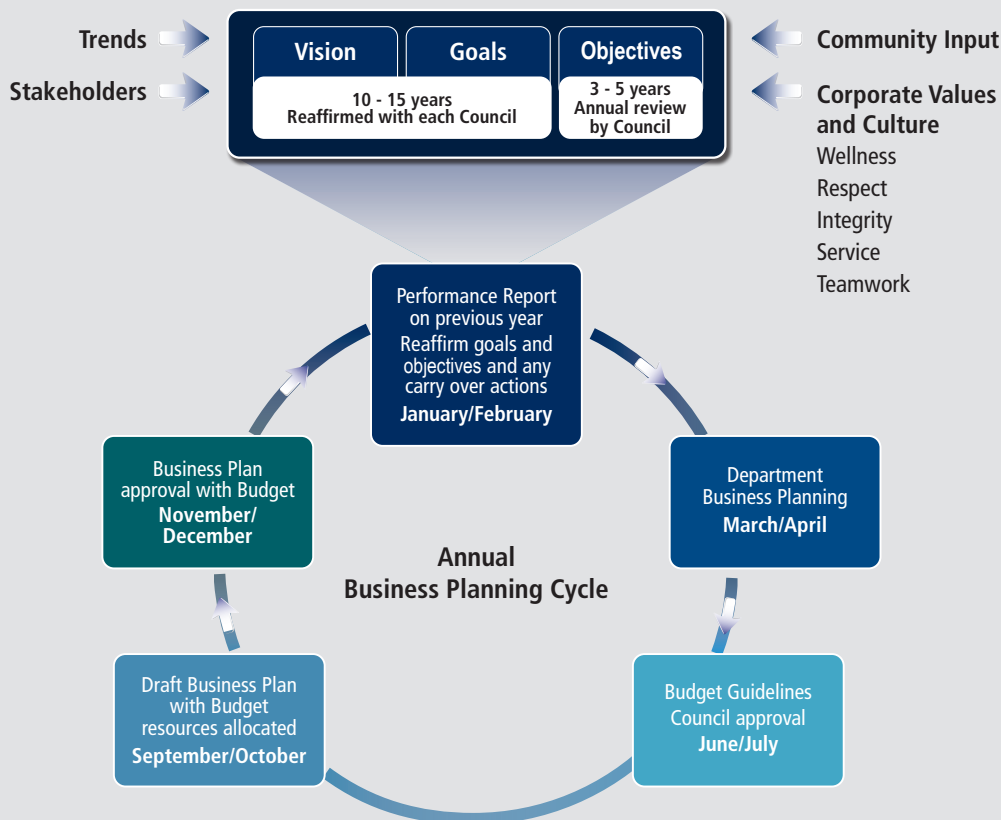 Trends
Stakeholders
Vision
Goals
Objectives
10 - 15 years
Reaffirmed with each Council
3 - 5 years
Annual review
by Council
Community Input
Corporate Values
and Culture
Wellness
Respect
Integrity
Service
Teamwork
Performance Report
on previous year
Reaffirm goals and
objectives and any
carry over actions
January/February
Department
Business Planning
March/April
Budget Guidelines
Council approval
June/July
Draft Business Plan
with Budget
resources allocated
September/October
Business Plan
approval with Budget
November/
December
Annual
Business Planning Cycle